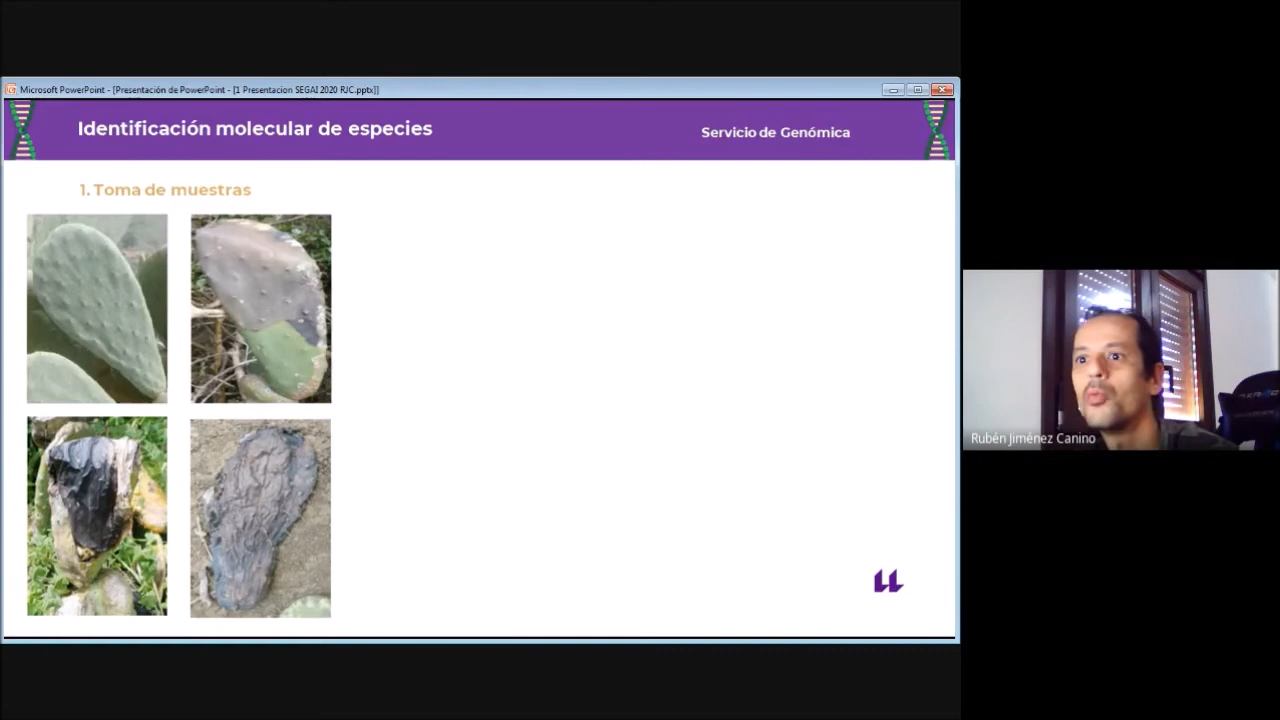 Microsoft PowerPoint - [Presentación de PowerPoint - [1 Presentacion SEGAI 2020 RJC.pptx]]
Identificación molecular de especies
Servicio de Genómica
1. Toma de muestras
Rubén Jiménez Canino